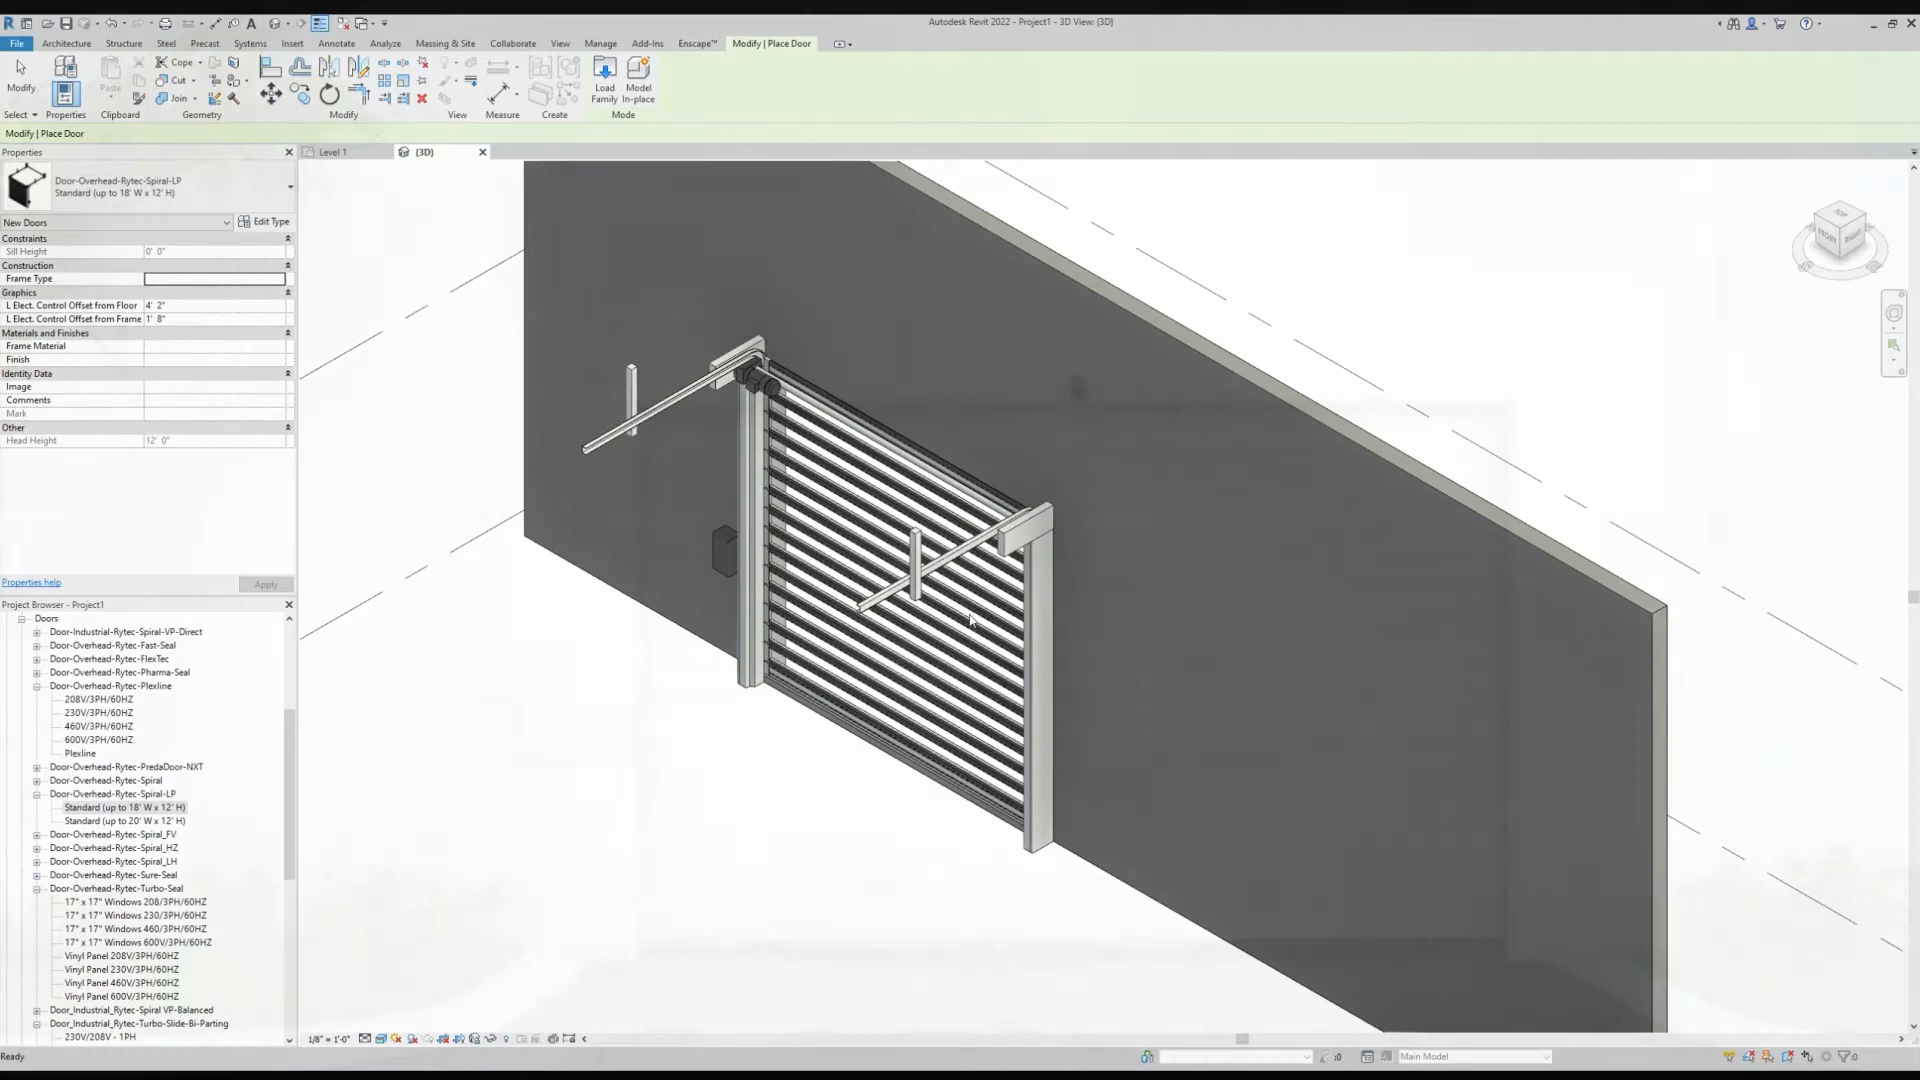 Autodesk Revit 2022 - Project1 - 3D View: {3D}
File Architecture Structure Steel Precast Systems Insert Annotate Analyze Massing & Site Collaborate View Manage Add-Ins Enscape™ Modify | Place Door
Modify Paste Cope Cut Join Load Family Model In-place
Select Properties Clipboard Geometry Modify View Measure Create Mode
Modify | Place Door
Properties
Level 1 {3D}
Door-Overhead-Rytec-Spiral-LP
Standard (up to 18' W x 12' H)
New Doors Edit Type
Constraints
Sill Height 0' 0"
Construction
Frame Type
Graphics
L Elect. Control Offset from Floor 4' 2"
L Elect. Control Offset from Frame 1' 8"
Materials and Finishes
Frame Material
Finish
Identity Data
Image
Comments
Mark
Other
Head Height 12' 0"
Properties help Apply
Project Browser - Project1
Doors
Door-Industrial-Rytec-Spiral-VP-Direct
Door-Overhead-Rytec-Fast-Seal
Door-Overhead-Rytec-FlexTec
Door-Overhead-Rytec-Pharma-Seal
Door-Overhead-Rytec-Plexline
208V/3PH/60HZ
230V/3PH/60HZ
460V/3PH/60HZ
600V/3PH/60HZ
Plexline
Door-Overhead-Rytec-PredaDoor-NXT
Door-Overhead-Rytec-Spiral
Door-Overhead-Rytec-Spiral-LP
Standard (up to 18' W x 12' H)
Standard (up to 20' W x 12' H)
Door-Overhead-Rytec-Spiral_FV
Door-Overhead-Rytec-Spiral_HZ
Door-Overhead-Rytec-Spiral_LH
Door-Overhead-Rytec-Sure-Seal
Door-Overhead-Rytec-Turbo-Seal
17" x 17" Windows 208/3PH/60HZ
17" x 17" Windows 230/3PH/60HZ
17" x 17" Windows 460/3PH/60HZ
17" x 17" Windows 600V/3PH/60HZ
Vinyl Panel 208V/3PH/60HZ
Vinyl Panel 230V/3PH/60HZ
Vinyl Panel 460V/3PH/60HZ
Vinyl Panel 600V/3PH/60HZ
Door_Industrial_Rytec-Spiral VP-Balanced
Door_Industrial_Rytec-Turbo-Slide-Bi-Parting
230V/208V - 1PH
TOP
FRONT RIGHT
1/8" = 1'-0"
Ready :0 Main Model :0